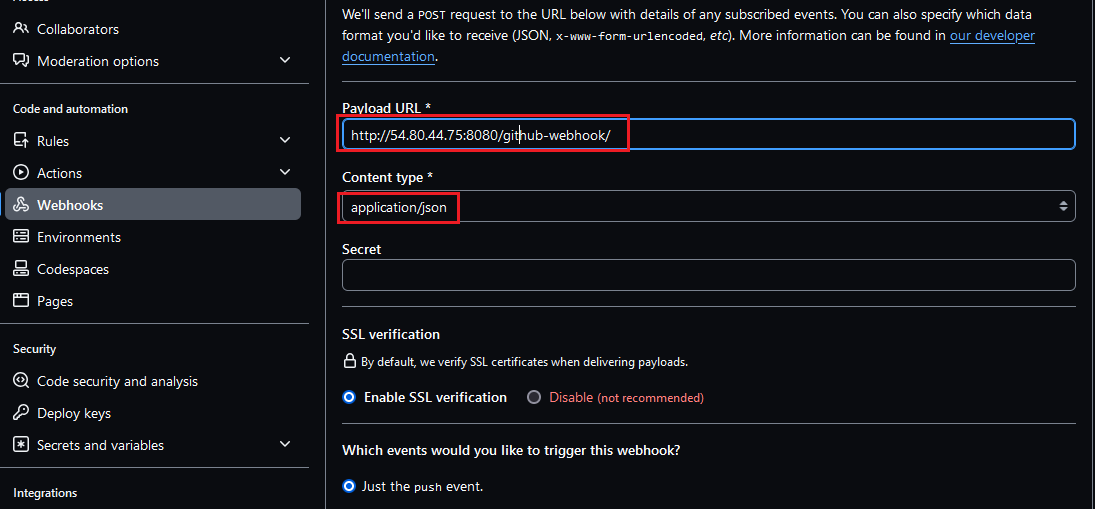 Access
Collaborators
Moderation options
Code and automation
Rules
Actions
Webhooks
Environments
Codespaces
Pages
Security
Code security and analysis
Deploy keys
Secrets and variables
Integrations
We'll send a POST request to the URL below with details of any subscribed events. You can also specify which data
format you'd like to receive (JSON, x-www-form-urlencoded, etc). More information can be found in our developer
documentation.
Payload URL *
http://54.80.44.75:8080/github-webhook/
Content type *
application/json
Secret
SSL verification
By default, we verify SSL certificates when delivering payloads.
Enable SSL verification
Disable (not recommended)
Which events would you like to trigger this webhook?
Just the push event.